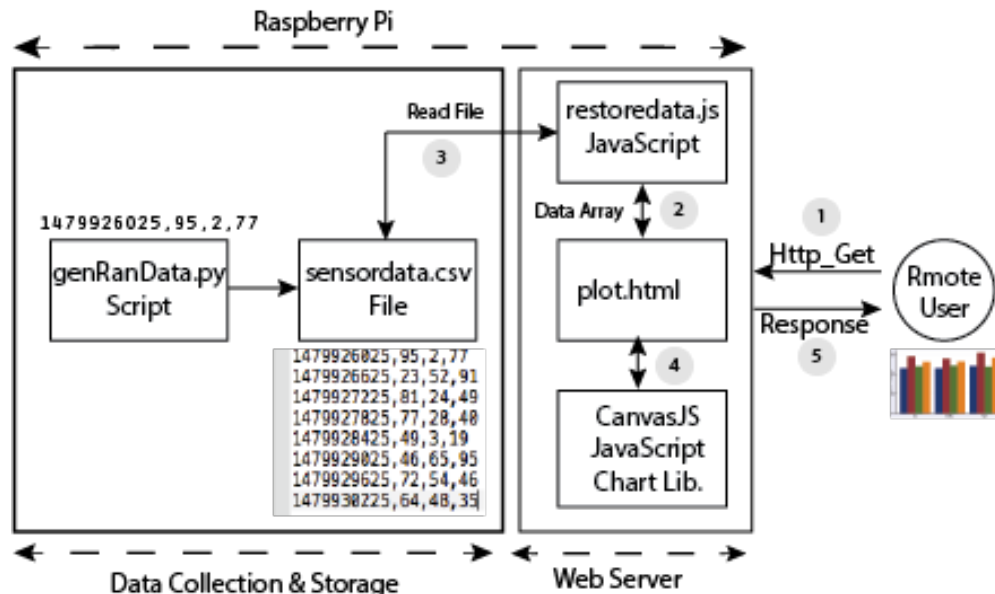 Raspberry Pi
Read File
3
restoredata.js
JavaScript
Data Array
2
1479926025,95,2,77
genRanData.py
Script
sensordata.csv
File
plot.html
1
Http_Get
Rmote
User
Response
5
1479926025,95,2,77
1479926625,23,52,91
1479927225,81,24,49
1479927825,77,28,40
1479928425,49,3,19
1479929025,46,65,95
1479929625,72,54,46
1479930225,64,48,35
4
CanvasJS
JavaScript
Chart Lib.
Data Collection & Storage
Web Server